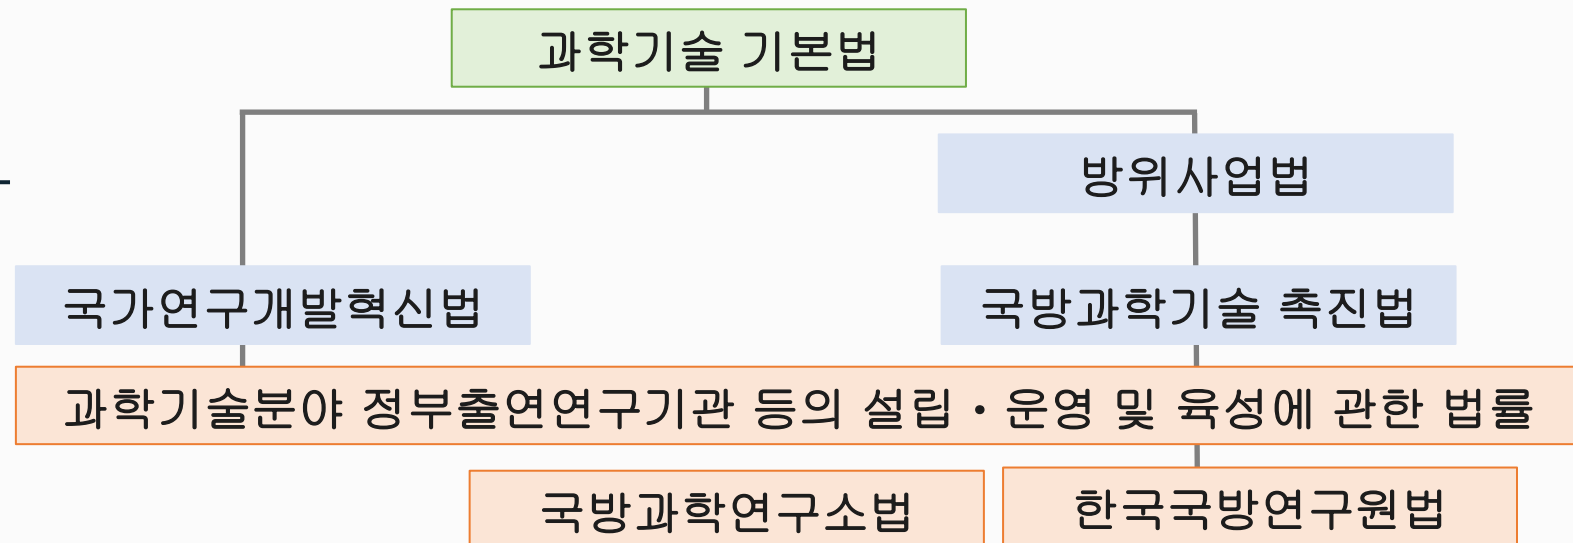 과학기술 기본법
방위사업법
국가연구개발혁신법
국방과학기술 촉진법
과학기술분야 정부출연연구기관 등의 설립・운영 및 육성에 관한 법률
국방과학연구소법
한국국방연구원법